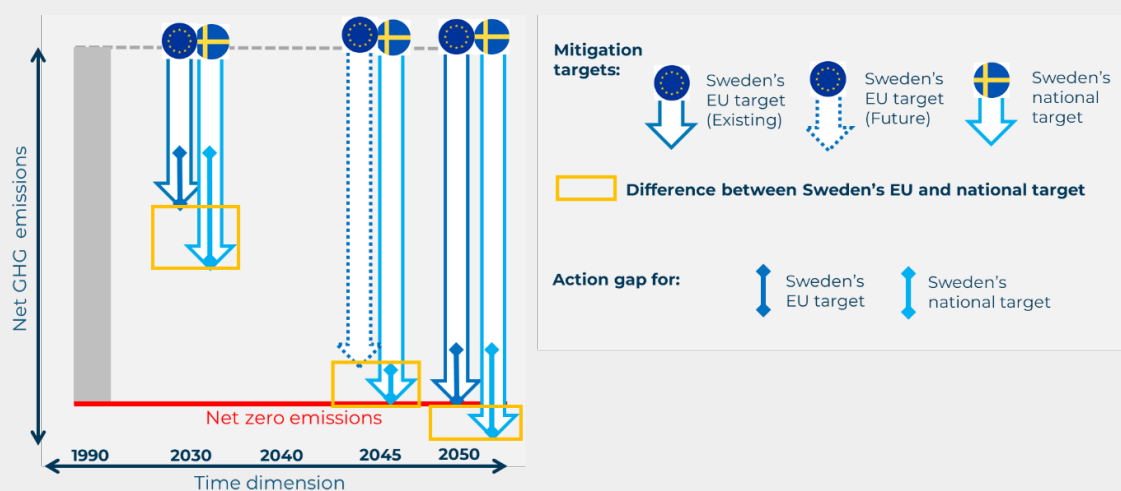 Net GHG emissions
Net zero emissions
1990
2030
2040
2045
2050
Time dimension
Mitigation
targets:
Sweden's
EU target
(Existing)
Sweden's
EU target
(Future)
Sweden's
national
target
Difference between Sweden's EU and national target
Action gap for:
Sweden's
EU target
Sweden's
national target